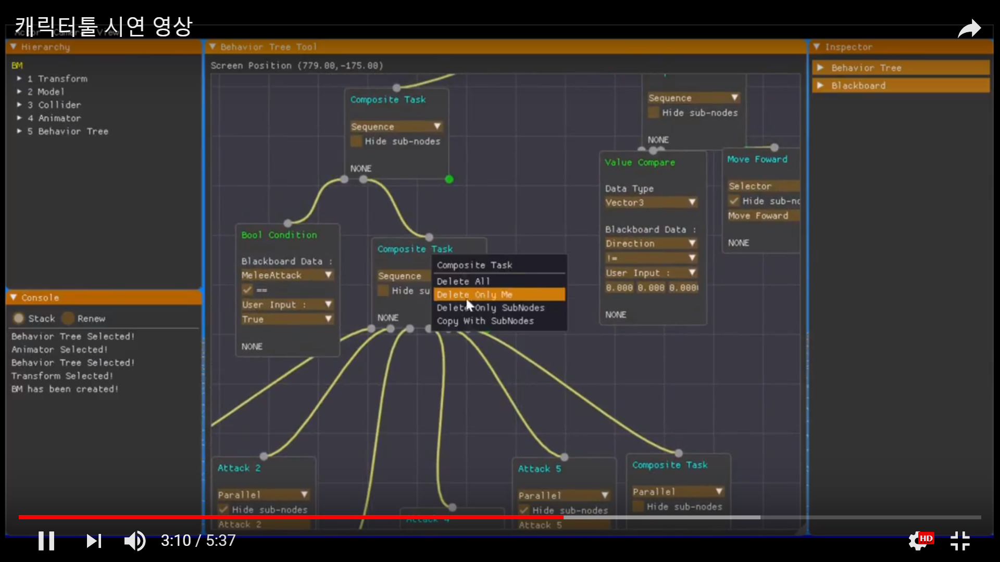 캐릭터툴 시연 영상
Actor Camera View
Hierarchy
BM
1 Transform
2 Model
3 Collider
4 Animator
5 Behavior Tree
Console
Stack Renew
Behavior Tree Selected!
Animator Selected!
Behavior Tree Selected!
Transform Selected!
BM has been created!
Behavior Tree Tool
Screen Position (779.00,-175.00)
Composite Task
Sequence
Hide sub-nodes
NONE
Sequence
Hide sub-nodes
NONE
Bool Condition
Blackboard Data :
MeleeAttack
==
User Input :
True
NONE
Composite Task
Sequence
Hide su
NONE
Composite Task
Delete All
Delete Only Me
Delete Only SubNodes
Copy With SubNodes
Value Compare
Data Type
Vector3
Blackboard Data :
Direction
!=
User Input :
0.000 0.000 0.000
NONE
Move Foward
Selector
Hide sub-no
Move Foward
NONE
Attack 2
Parallel
Hide sub-nodes
Attack 2
Attack 4
Attack 5
Parallel
Hide sub-nodes
Attack 5
Composite Task
Parallel
Hide sub-nodes
Inspector
Behavior Tree
Blackboard
3:10 / 5:37
HD